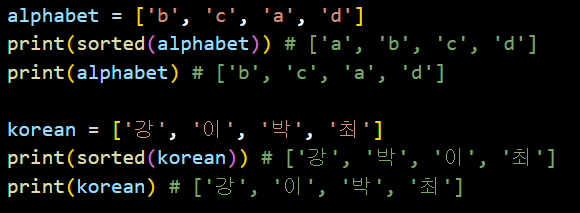 alphabet = ['b', 'c', 'a', 'd']
print(sorted(alphabet)) # ['a', 'b', 'c', 'd']
print(alphabet) # ['b', 'c', 'a', 'd']
korean = ['강', '이', '박', '최']
print(sorted(korean)) # ['강', '박', '이', '최']
print(korean) # ['강', '이', '박', '최']